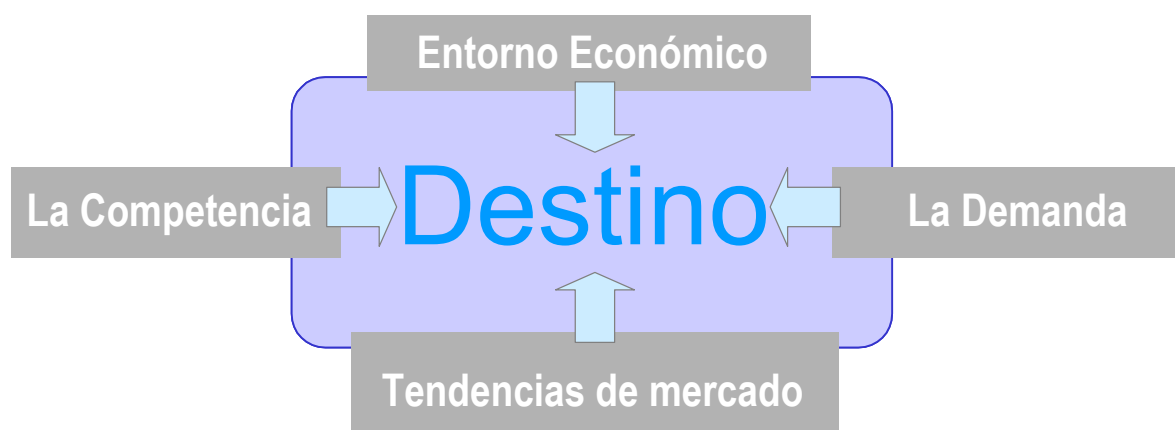 Entorno Económico
La Competencia
Destino
La Demanda
Tendencias de mercado